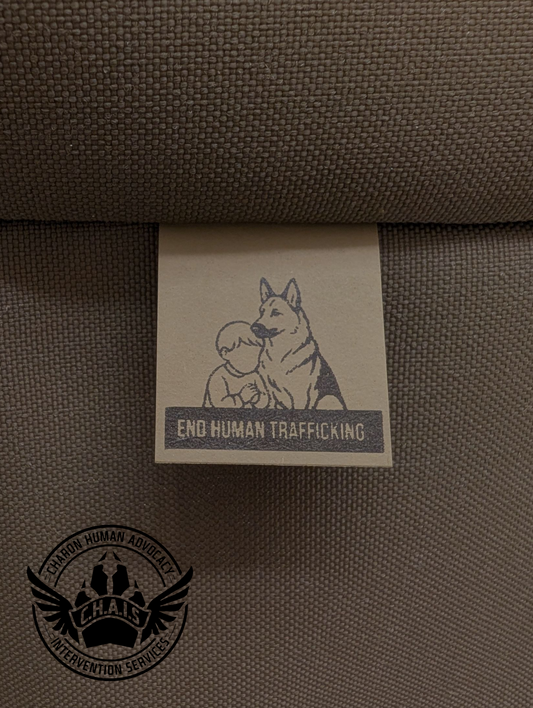 END HUMAN TRAFFICKING
CHARON HUMAN ADVOCACY
C.H.A.I.S
INTERVENTION SERVICES